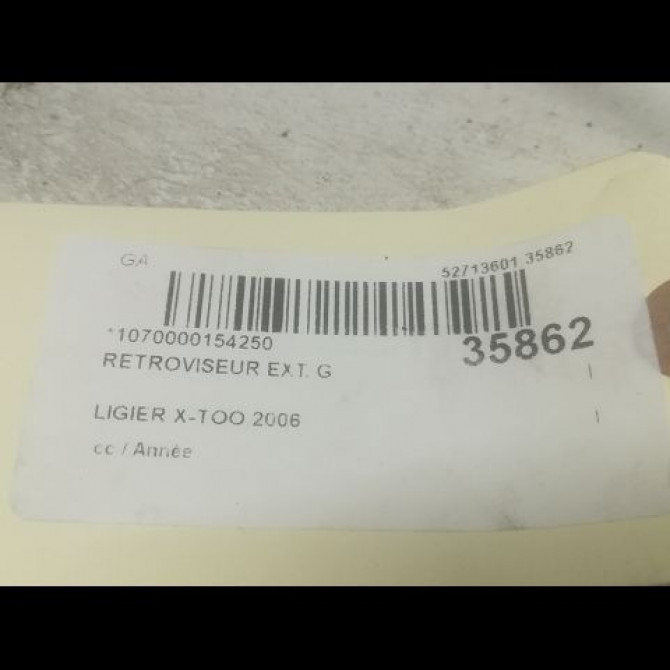 GA 52713601 35862
*1070000154250 35862
RETROVISEUR EXT. G
LIGIER X-TOO 2006
cc / Année